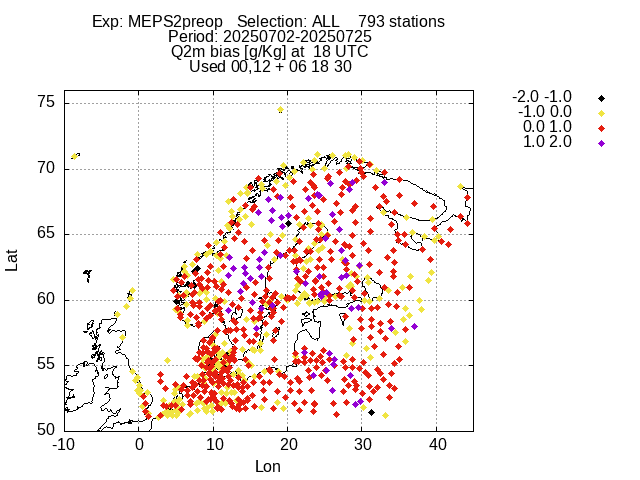 Exp: MEPS2preop Selection: ALL 793 stations
Period: 20250702-20250725
Q2m bias [g/Kg] at 18 UTC
Used 00,12 + 06 18 30
-2.0 -1.0
-1.0 0.0
0.0 1.0
1.0 2.0
75
70
65
60
55
50
Lat
-10 0 10 20 30 40
Lon